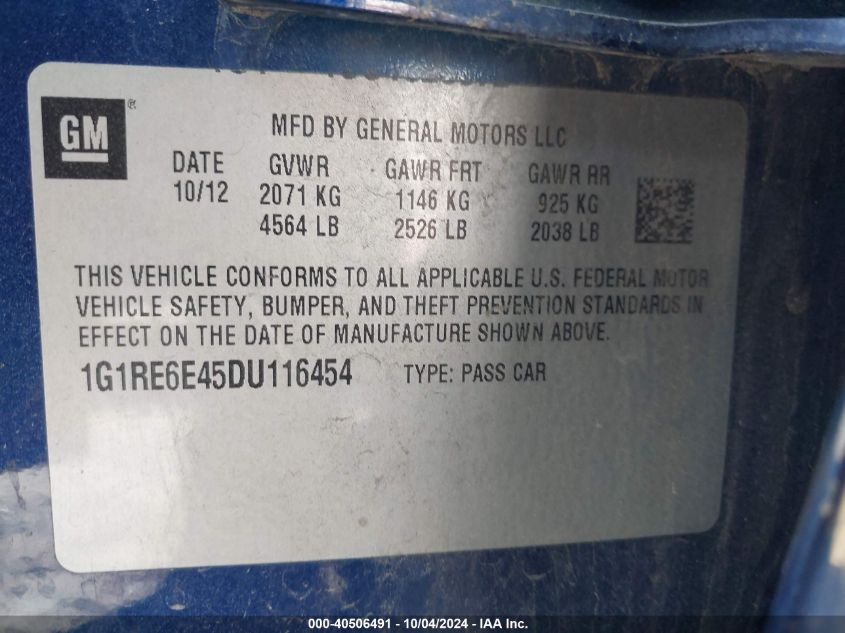 GM ®
MFD BY GENERAL MOTORS LLC
DATE GVWR GAWR FRT GAWR RR
10/12 2071 KG 1146 KG 925 KG
4564 LB 2526 LB 2038 LB
THIS VEHICLE CONFORMS TO ALL APPLICABLE U.S. FEDERAL MOTOR
VEHICLE SAFETY, BUMPER, AND THEFT PREVENTION STANDARDS IN
EFFECT ON THE DATE OF MANUFACTURE SHOWN ABOVE.
1G1RE6E45DU116454 TYPE: PASS CAR
000-40506491 - 10/04/2024 - IAA Inc.